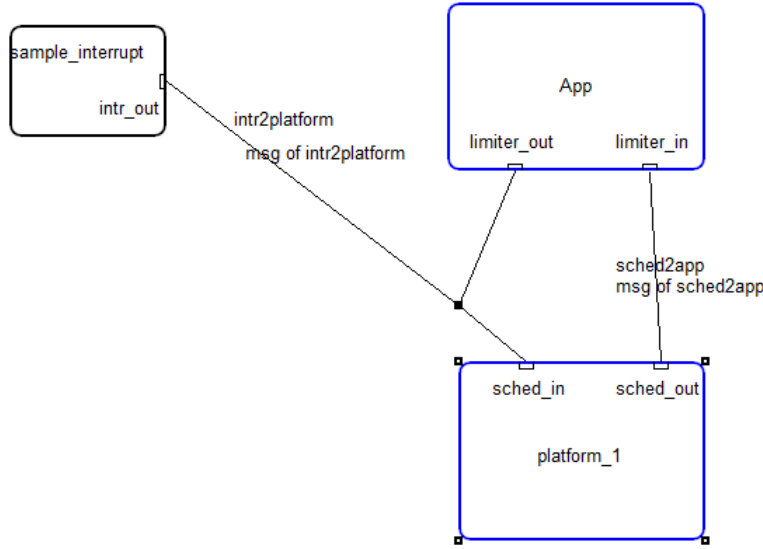 sample_interrupt
intr_out
intr2platform
msg of intr2platform
App
limiter_out
limiter_in
sched2app
msg of sched2app
sched_in
sched_out
platform_1